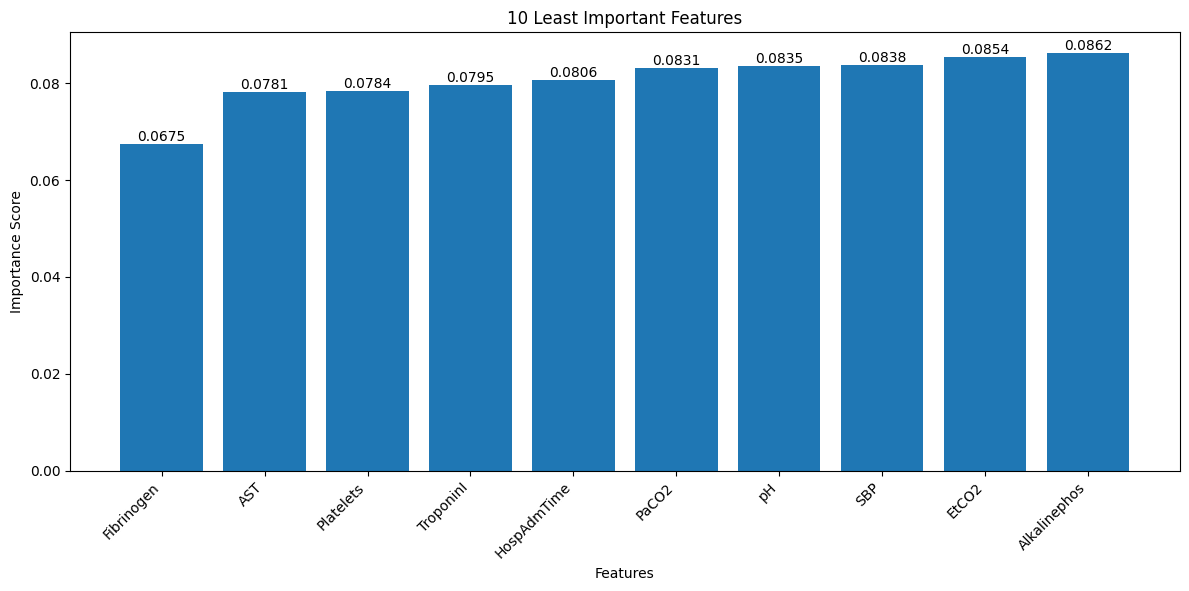 10 Least Important Features
Importance Score
0.08
0.06
0.04
0.02
0.00
0.0675
0.0781
0.0784
0.0795
0.0806
0.0831
0.0835
0.0838
0.0854
0.0862
Fibrinogen
AST
Platelets
TroponinI
HospAdmTime
PaCO2
pH
SBP
EtCO2
Alkalinephos
Features